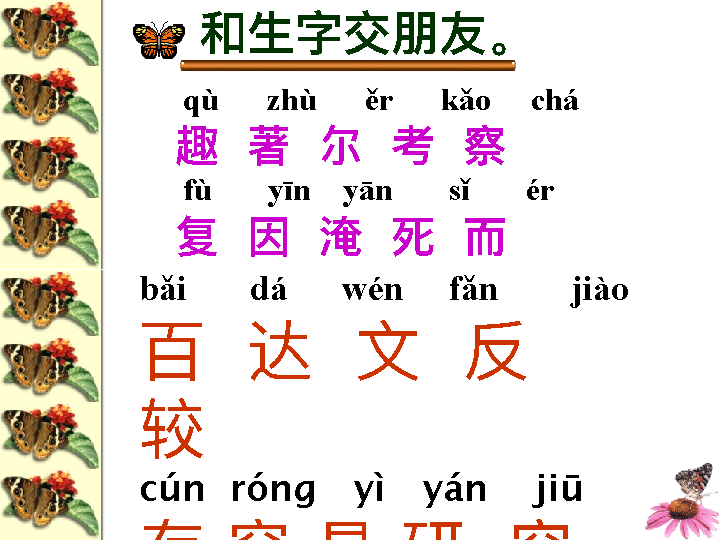 和生字交朋友。
qù zhù ěr kǎo chá
趣 著 尔 考 察
fù yīn yān sǐ ér
复 因 淹 死 而
bǎi dá wén fǎn jiào
百 达 文 反
较
cún róng yì yán jiū